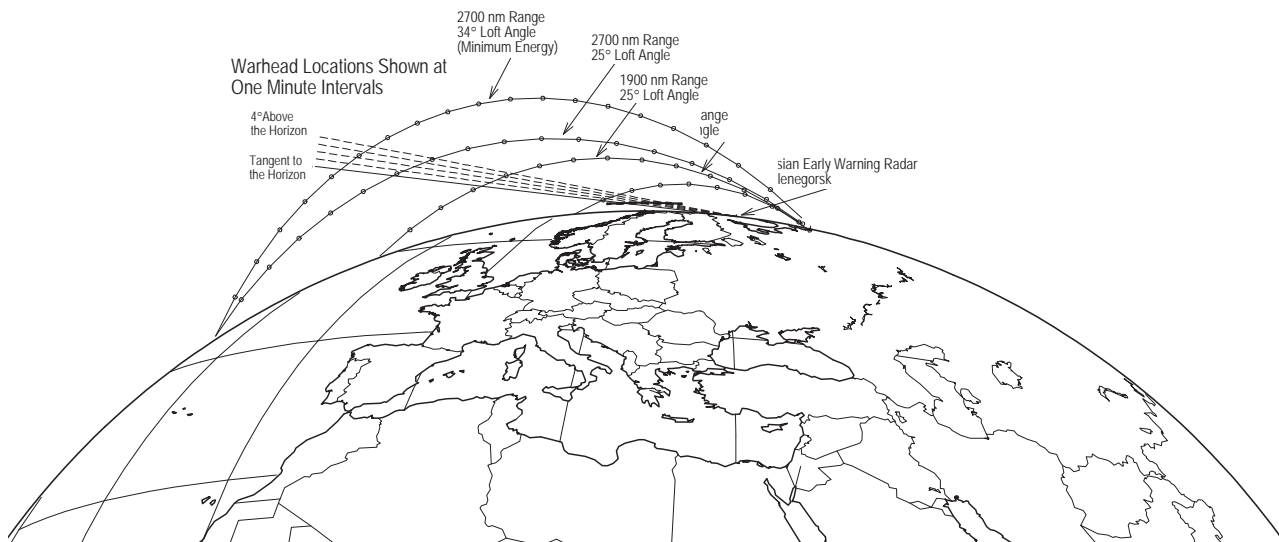 2700 nm Range
34° Loft Angle
(Minimum Energy)
2700 nm Range
25° Loft Angle
1900 nm Range
25° Loft Angle
Warhead Locations Shown at
One Minute Intervals
4°Above
the Horizon
Tangent to
the Horizon
ange
ngle
sian Early Warning Radar
lenegorsk